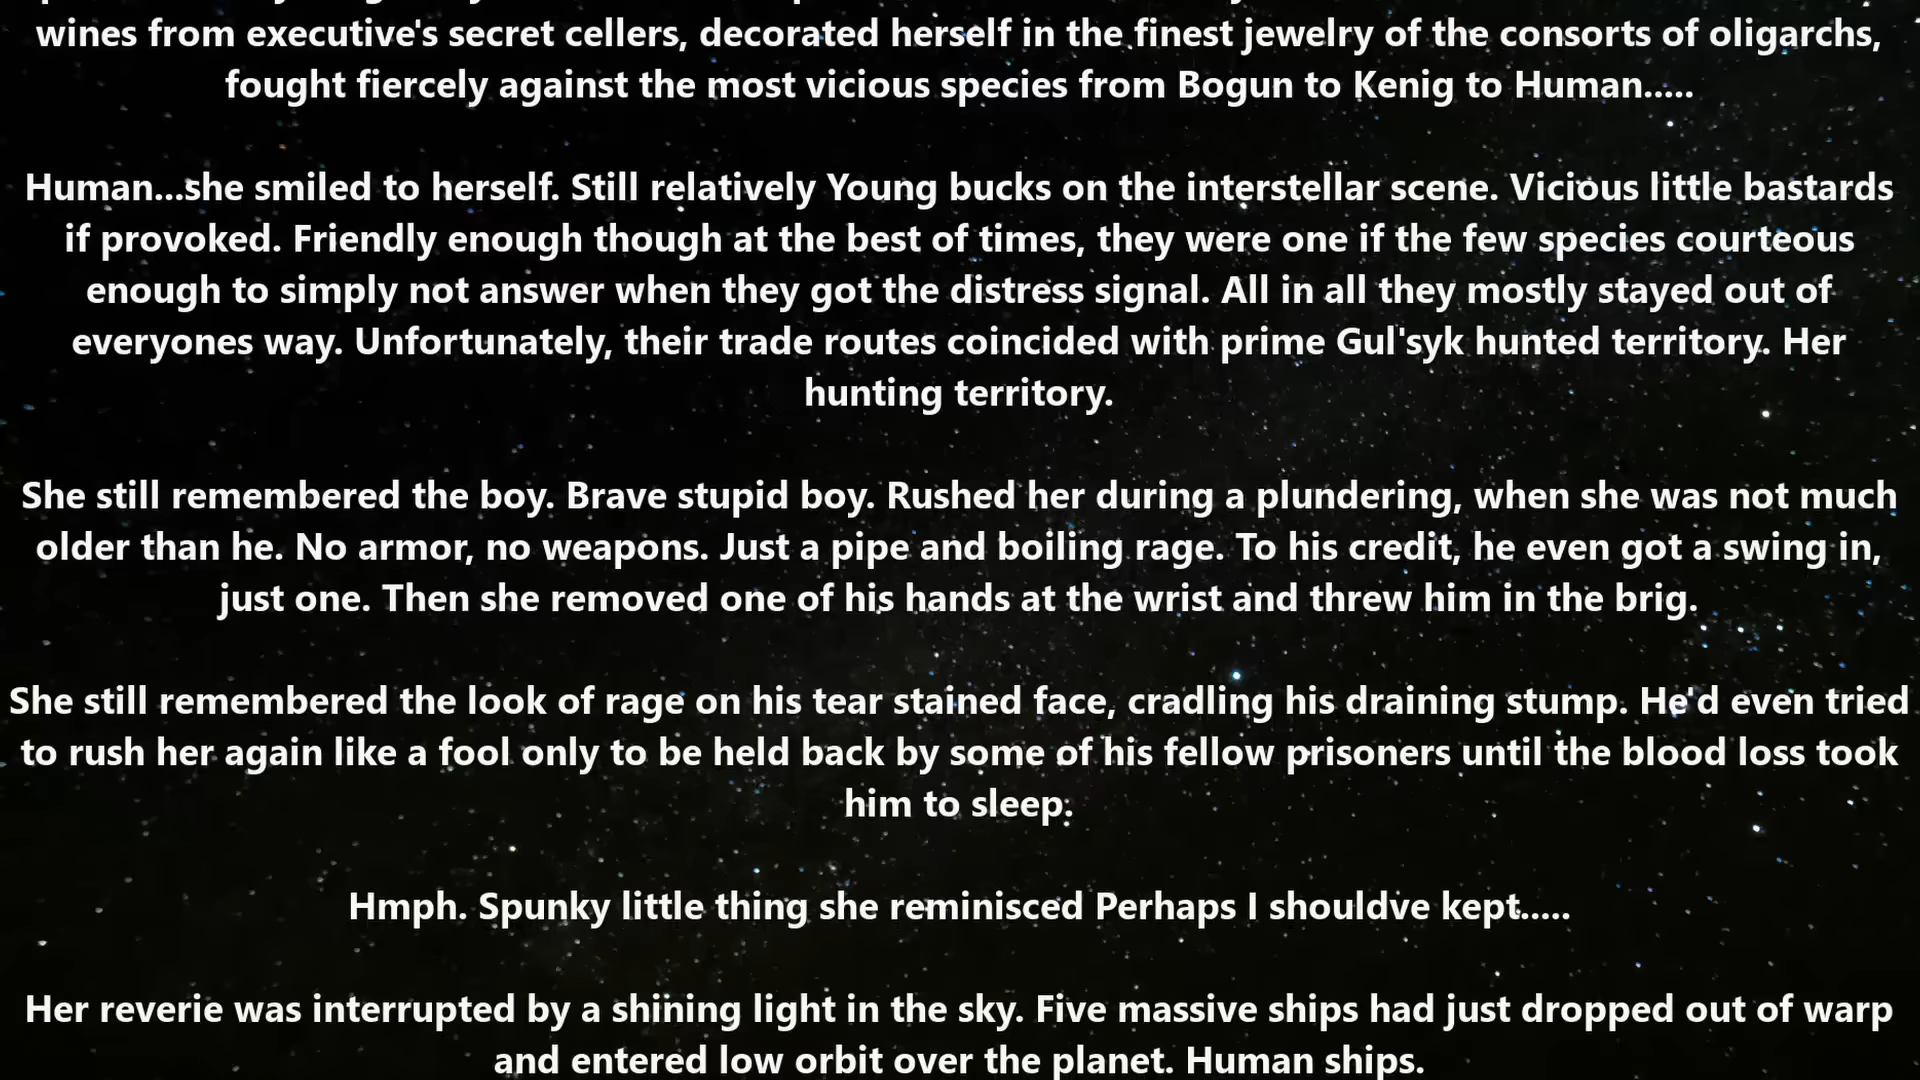 wines from executive's secret cellers, decorated herself in the finest jewelry of the consorts of oligarchs,
fought fiercely against the most vicious species from Bogun to Kenig to Human.....
Human...she smiled to herself. Still relatively Young bucks on the interstellar scene. Vicious little bastards
if provoked. Friendly enough though at the best of times, they were one if the few species courteous
enough to simply not answer when they got the distress signal. All in all they mostly stayed out of
everyones way. Unfortunately, their trade routes coincided with prime Gul'syk hunted territory. Her
hunting territory.
She still remembered the boy. Brave stupid boy. Rushed her during a plundering, when she was not much
older than he. No armor, no weapons. Just a pipe and boiling rage. To his credit, he even got a swing in,
just one. Then she removed one of his hands at the wrist and threw him in the brig.
She still remembered the look of rage on his tear stained face, cradling his draining stump. He'd even tried
to rush her again like a fool only to be held back by some of his fellow prisoners until the blood loss took
him to sleep.
Hmph. Spunky little thing she reminisced Perhaps I shouldve kept.....
Her reverie was interrupted by a shining light in the sky. Five massive ships had just dropped out of warp
and entered low orbit over the planet. Human ships.